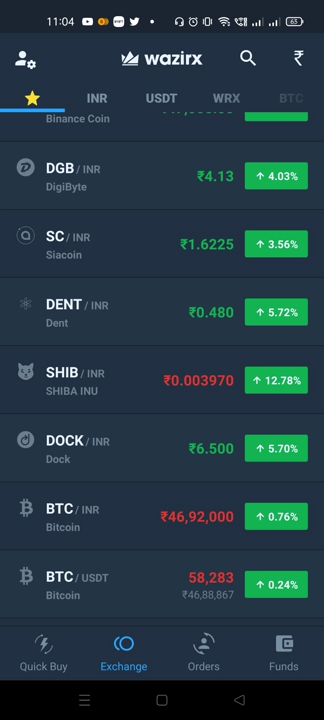 11:04
63
wazirx
₹
INR USDT WRX BTC
Binance Coin
DGB / INR ₹4.13 ↑ 4.03%
DigiByte
SC / INR ₹1.6225 ↑ 3.56%
Siacoin
DENT / INR ₹0.480 ↑ 5.72%
Dent
SHIB / INR ₹0.003970 ↑ 12.78%
SHIBA INU
DOCK / INR ₹6.500 ↑ 5.70%
Dock
BTC / INR ₹46,92,000 ↑ 0.76%
Bitcoin
BTC / USDT 58,283 ↑ 0.24%
Bitcoin ₹46,88,867
Quick Buy Exchange Orders Funds